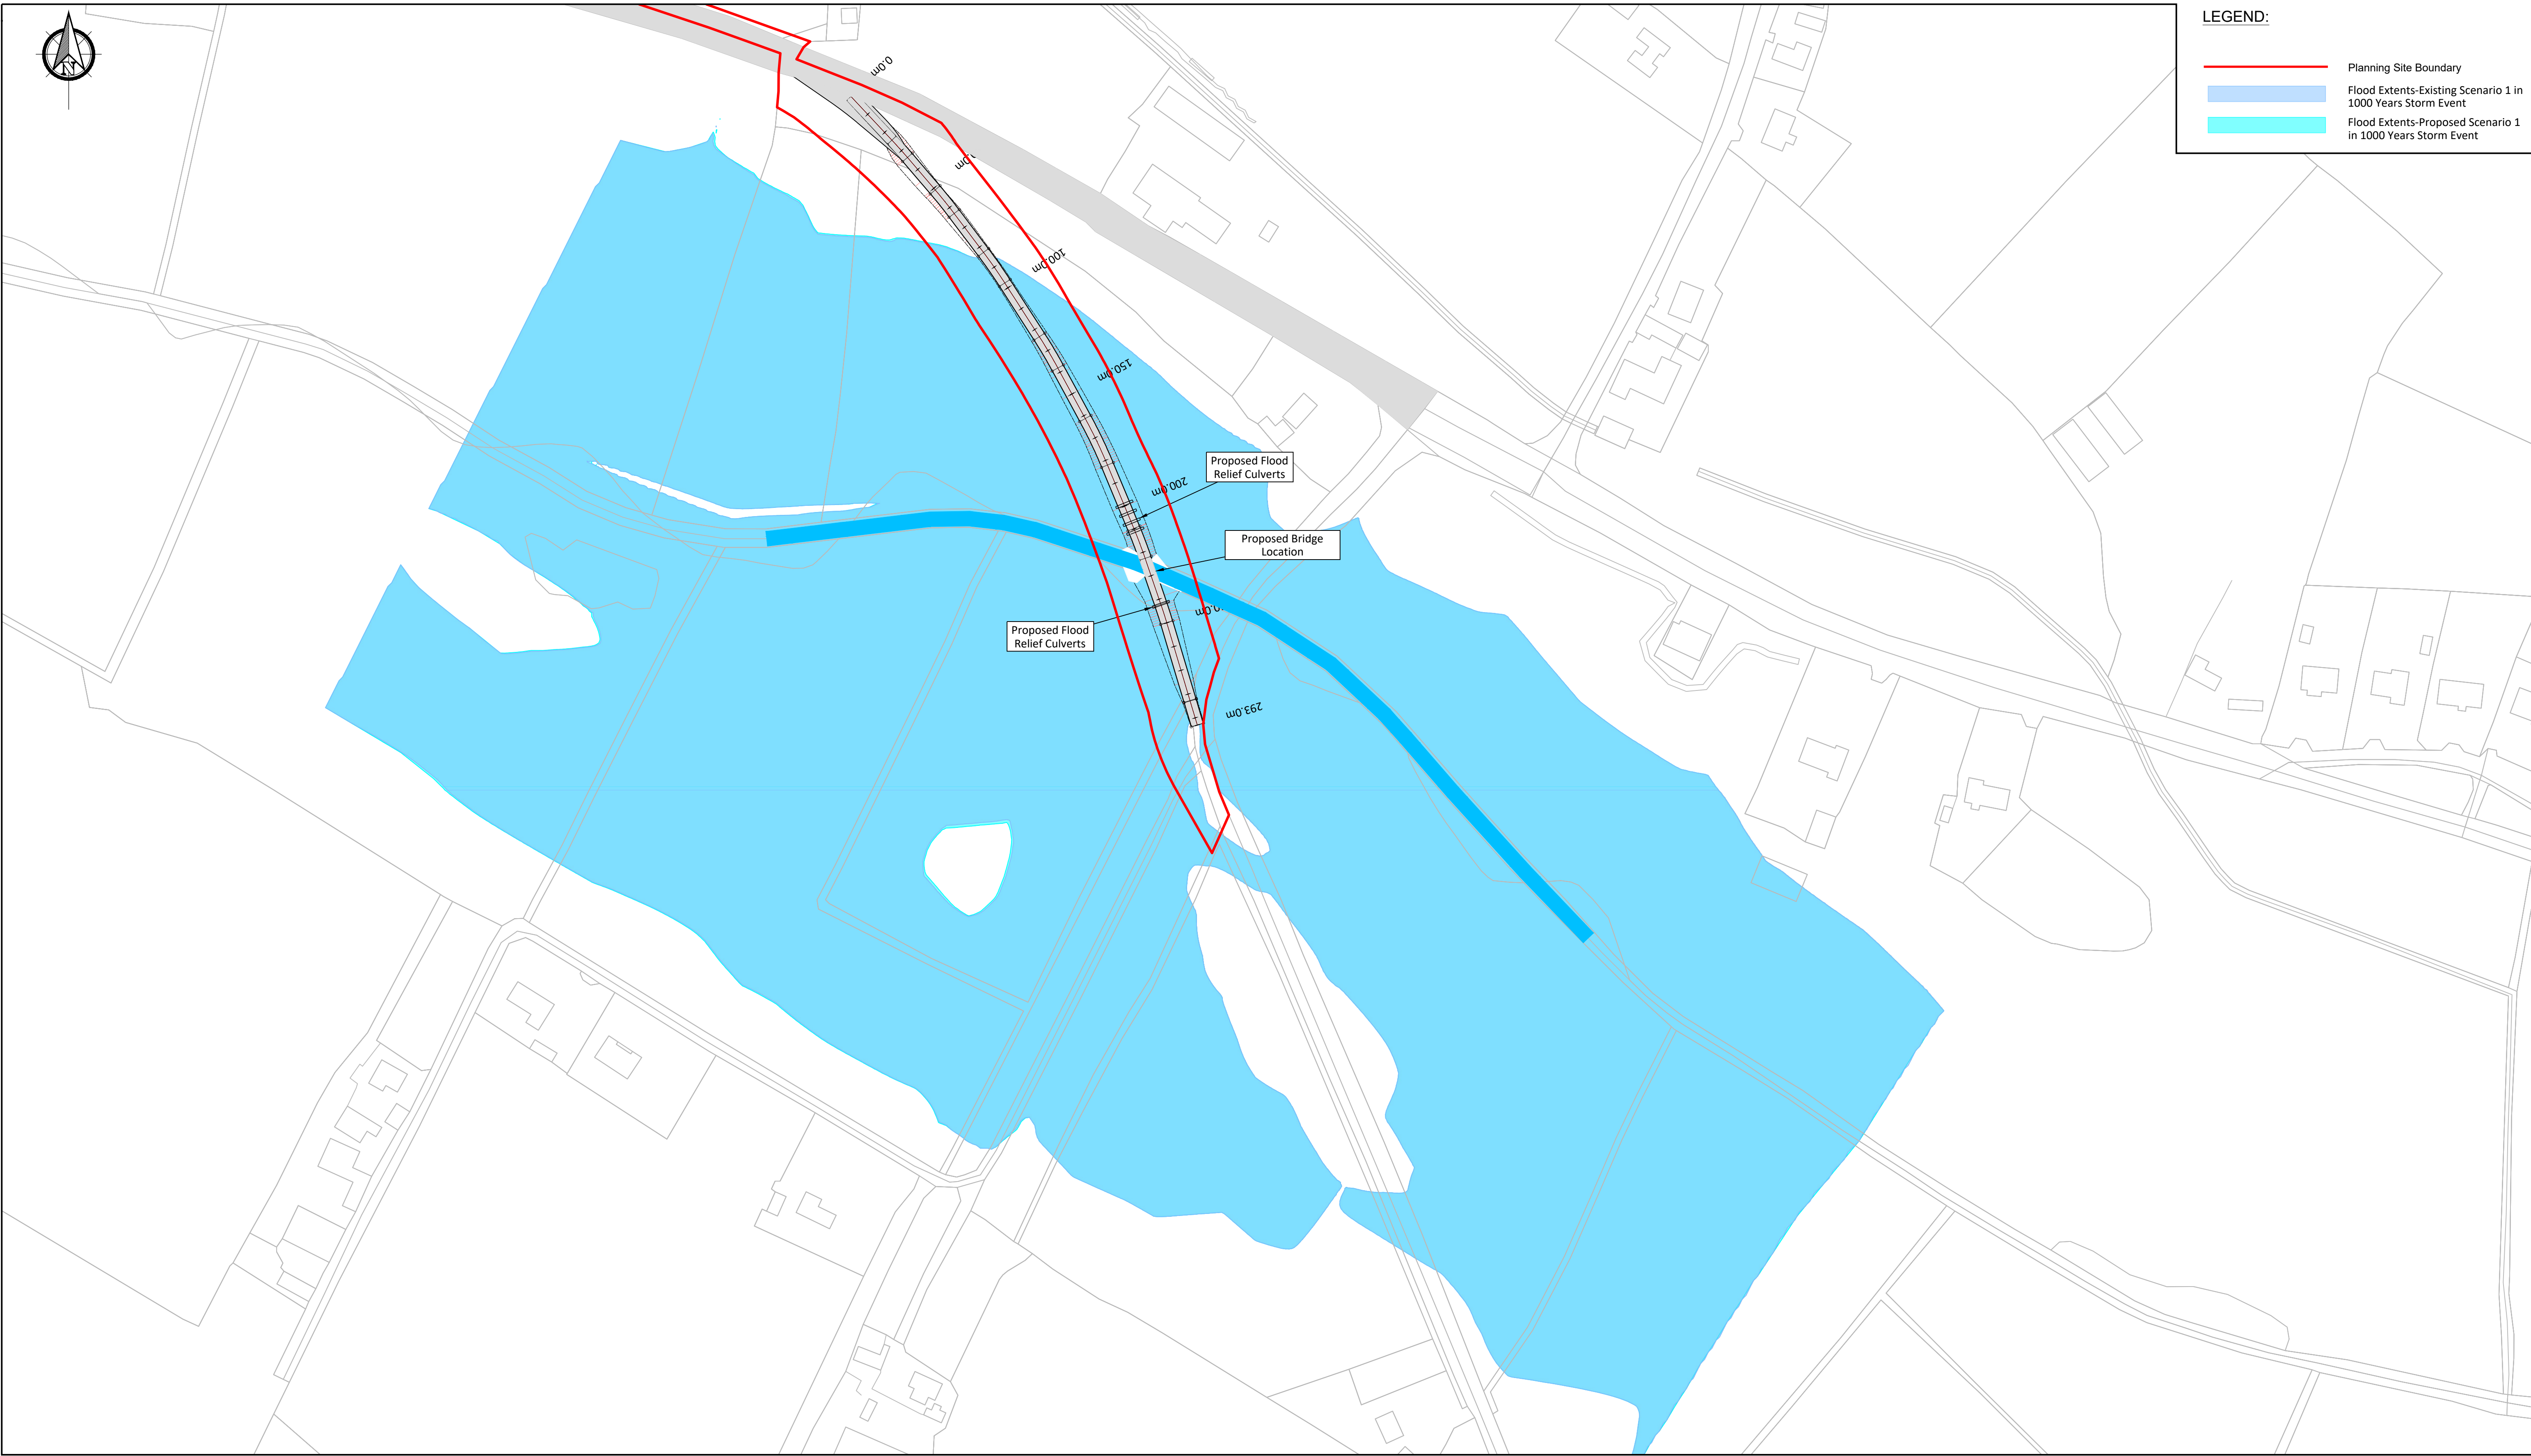 LEGEND:
Planning Site Boundary
Flood Extents-Existing Scenario 1 in
1000 Years Storm Event
Flood Extents-Proposed Scenario 1
in 1000 Years Storm Event
N
0.0m
100.0m
150.0m
200.0m
Proposed Flood
Relief Culverts
Proposed Bridge
Location
Proposed Flood
Relief Culverts
293.0m